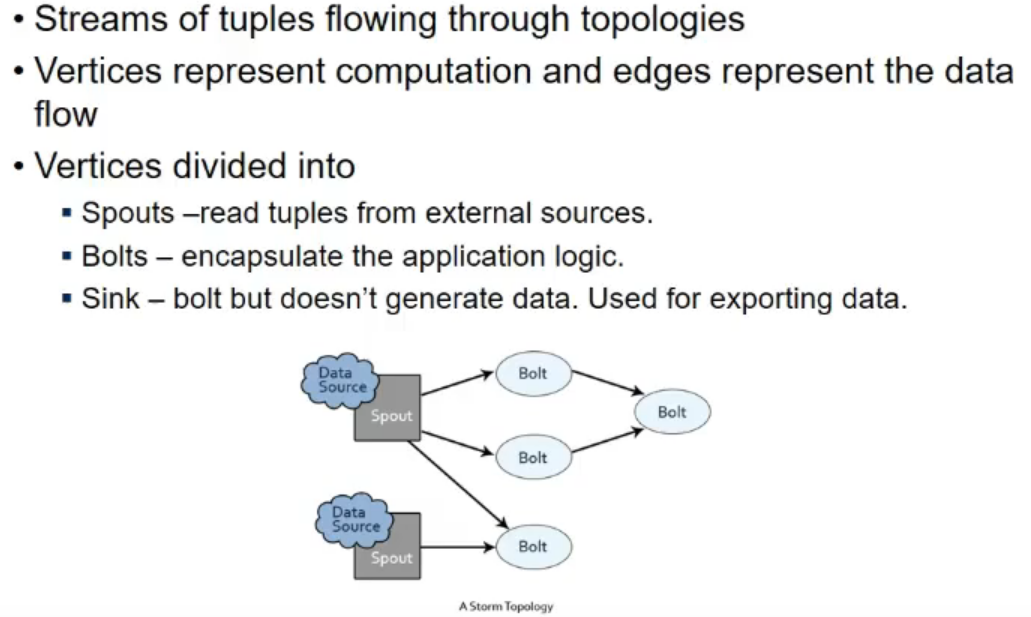 • Streams of tuples flowing through topologies
• Vertices represent computation and edges represent the data
flow
• Vertices divided into
▪ Spouts –read tuples from external sources.
▪ Bolts – encapsulate the application logic.
▪ Sink – bolt but doesn't generate data. Used for exporting data.
Data
Source
Spout
Bolt
Bolt
Bolt
Data
Source
Spout
Bolt
A Storm Topology